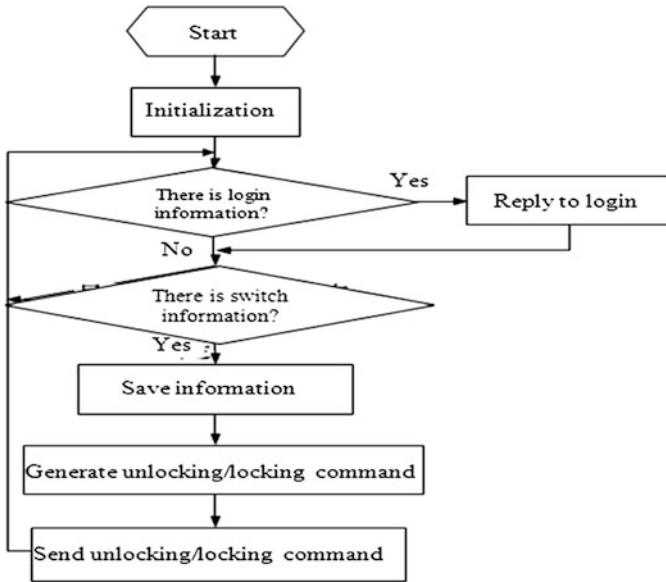 Start
Initialization
There is login
information?
Yes
Reply to login
No
There is switch
information?
Yes
Save information
Generate unlocking/locking command
Send unlocking/locking command